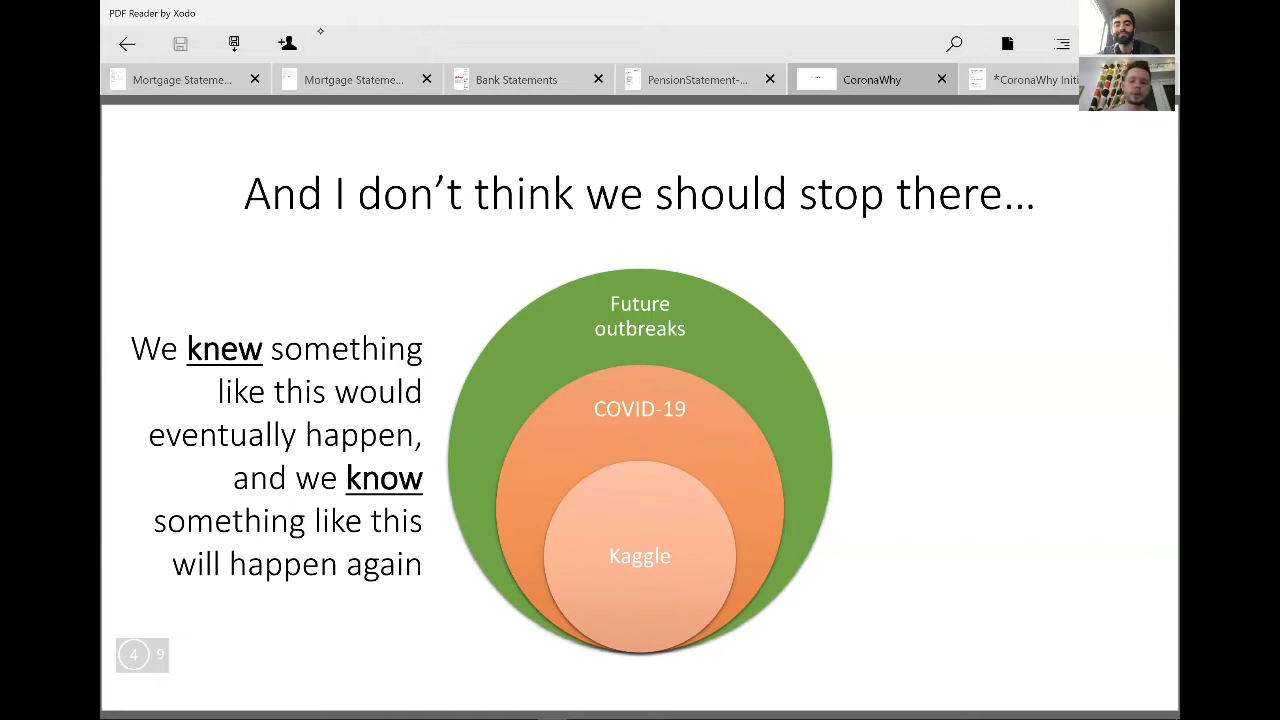 PDF Reader by Xodo
Mortgage Stateme...
Mortgage Stateme...
Bank Statements
PensionStatement-...
CoronaWhy
*CoronaWhy Initi
And I don't think we should stop there...
We knew something
like this would
eventually happen,
and we know
something like this
will happen again
Future
outbreaks
COVID-19
Kaggle
4 9